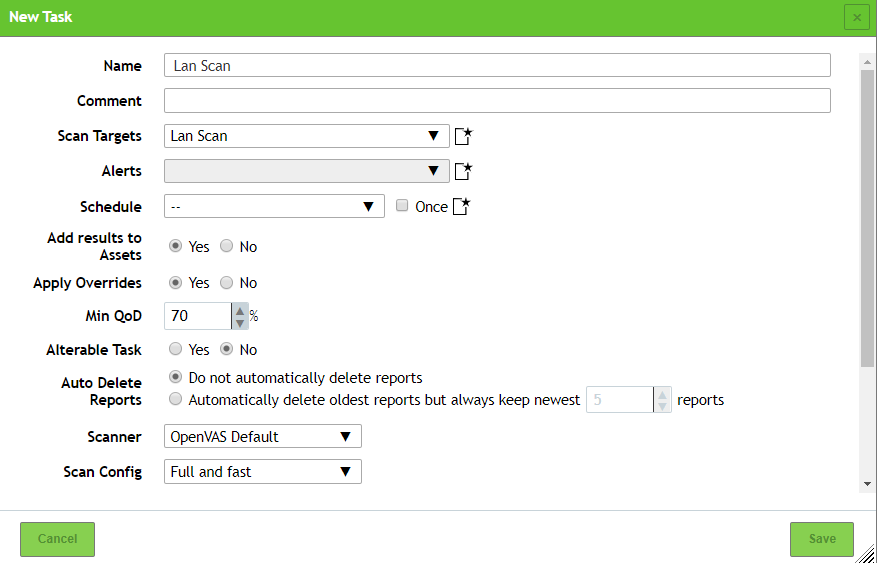 New Task
Name Lan Scan
Comment
Scan Targets Lan Scan
Alerts
Schedule -- Once
Add results to
Assets Yes No
Apply Overrides Yes No
Min QoD 70 %
Alterable Task Yes No
Auto Delete
Reports
Do not automatically delete reports
Automatically delete oldest reports but always keep newest 5 reports
Scanner OpenVAS Default
Scan Config Full and fast
Cancel Save